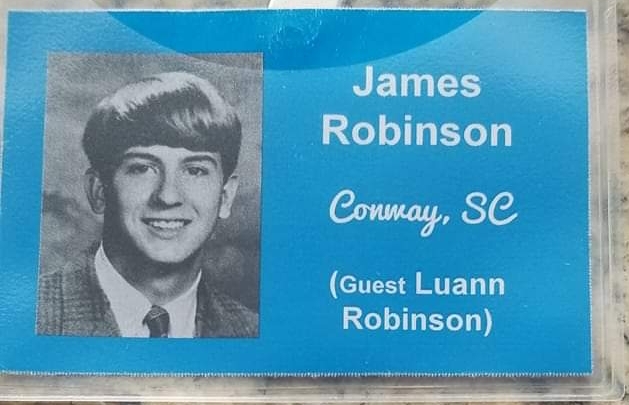 James
Robinson
Conway, SC
(Guest Luann
Robinson)